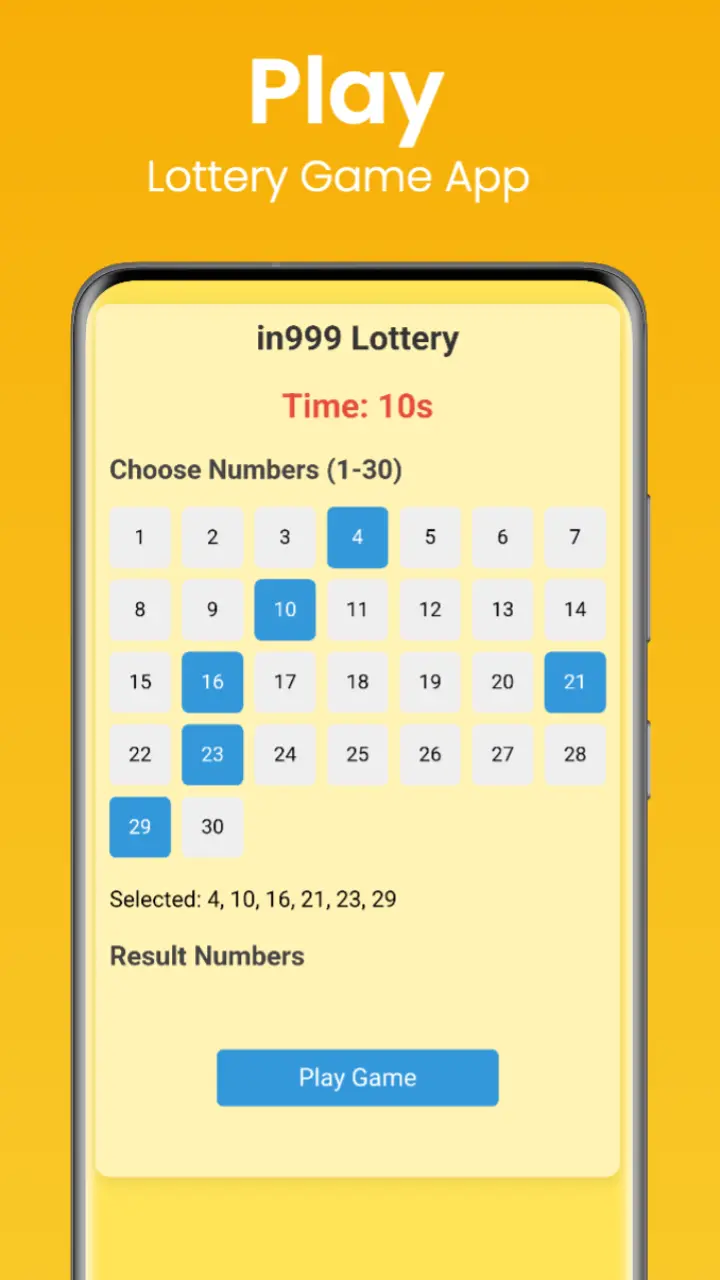 Play
Lottery Game App
in999 Lottery
Time: 10s
Choose Numbers (1-30)
1 2 3 4 5 6 7
8 9 10 11 12 13 14
15 16 17 18 19 20 21
22 23 24 25 26 27 28
29 30
Selected: 4, 10, 16, 21, 23, 29
Result Numbers
Play Game